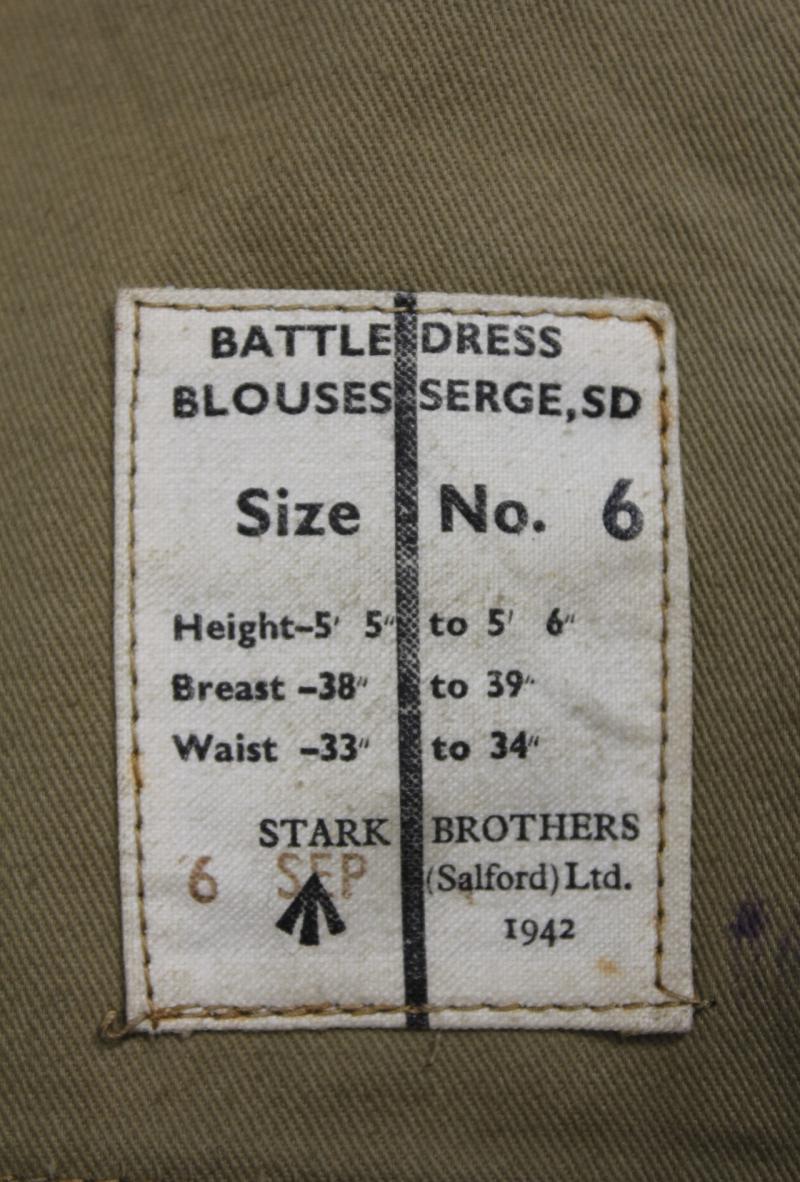 BATTLE DRESS
BLOUSES SERGE, SD
Size No. 6
Height–5' 5" to 5' 6"
Breast –38" to 39"
Waist –33" to 34"
STARK BROTHERS
6 SEP (Salford) Ltd.
1942